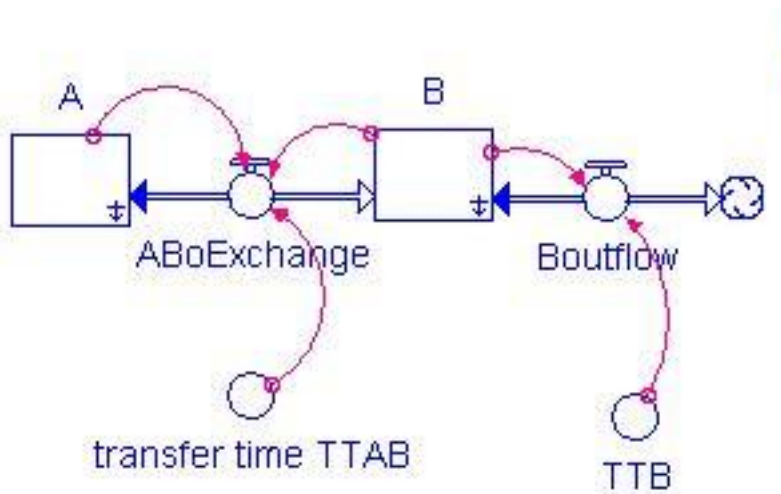 A
B
ABoExchange
Boutflow
transfer time TTAB
TTB